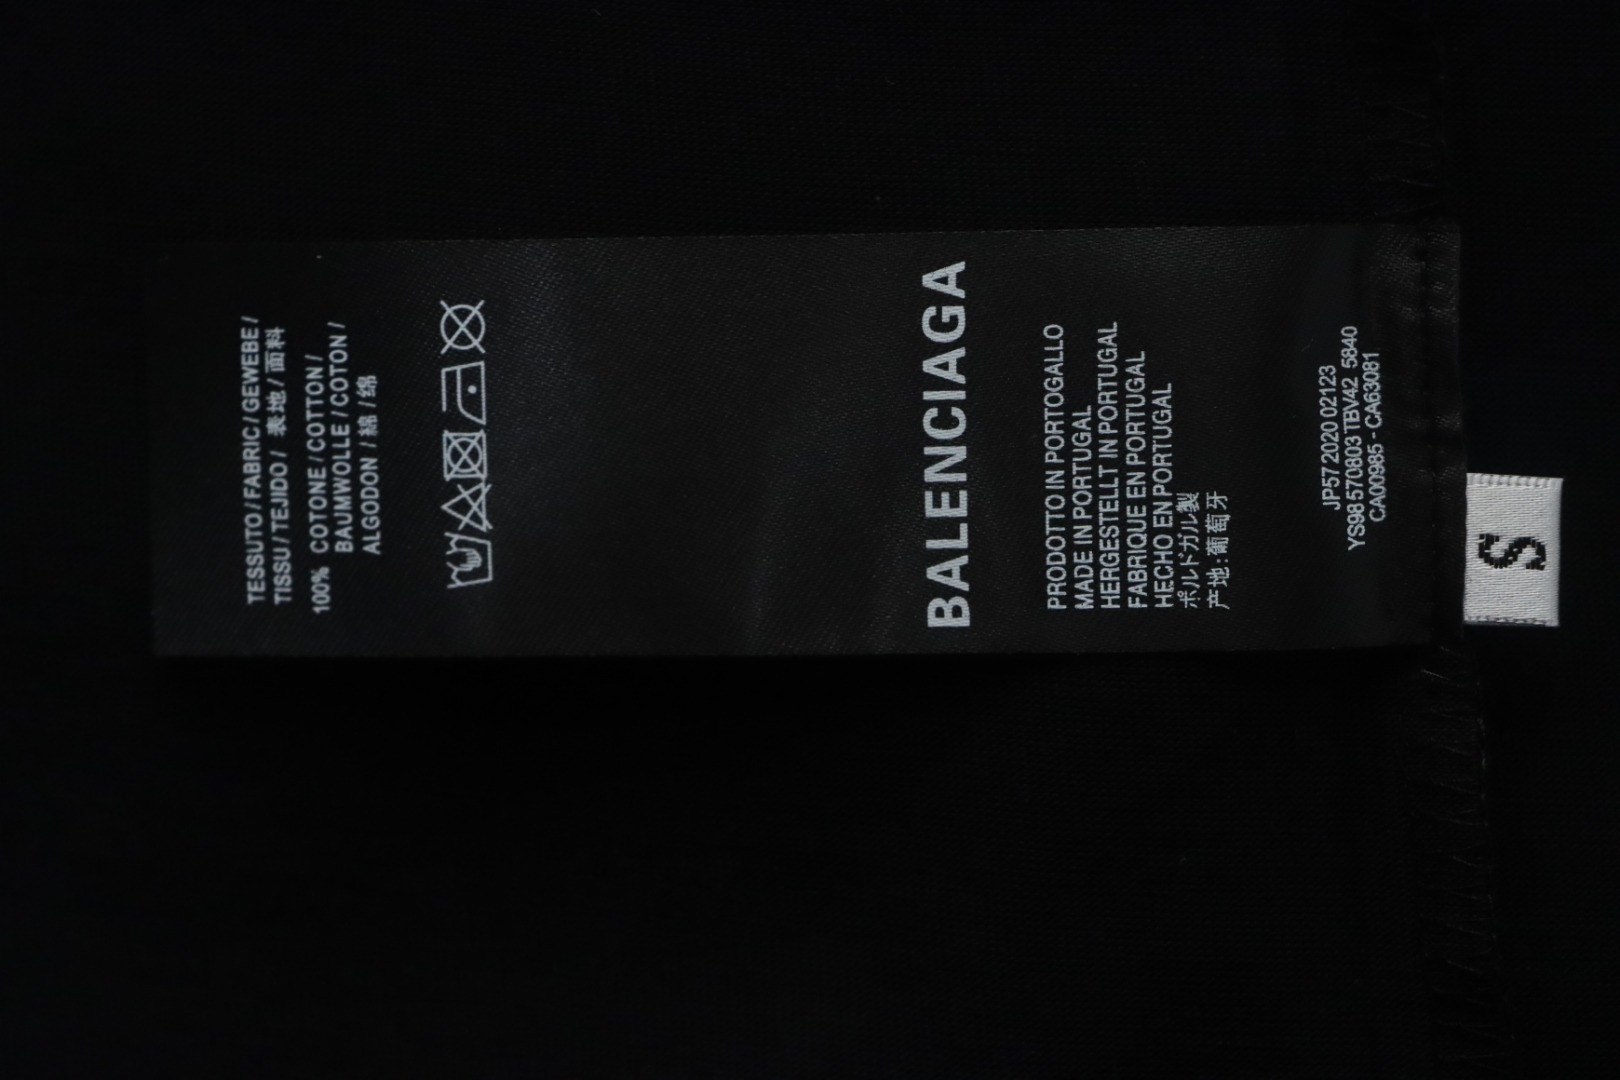 TESSUTO/FABRIC/GEWEBE/
TISSU/TEJIDO/ 表地/面料
100% COTONE/COTTON/
BAUMWOLLE/COTON/
ALGODON/綿/绵
BALENCIAGA
PRODOTTO IN PORTOGALLO
MADE IN PORTUGAL
HERGESTELLT IN PORTUGAL
FABRIQUE EN PORTUGAL
HECHO EN PORTUGAL
ポルトガル製
产地:葡萄牙
JP57 2020 02123
YS98 570803 TBV42 5840
CA00985 - CA63081
S